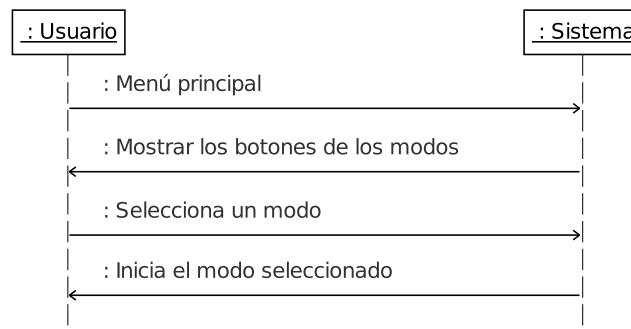 : Usuario
: Sistema
: Menú principal
: Mostrar los botones de los modos
: Selecciona un modo
: Inicia el modo seleccionado